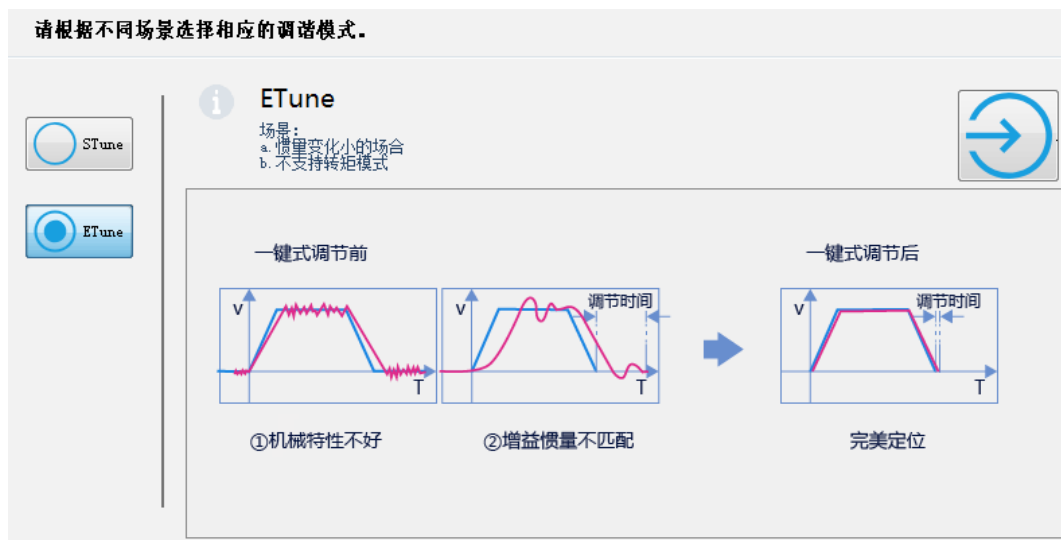 请根据不同场景选择相应的调谐模式。
STune
ETune
ETune
场景：
a.惯量变化小的场合
b.不支持转矩模式
一键式调节前
一键式调节后
V
T
V
调节时间
T
V
调节时间
T
①机械特性不好
②增益惯量不匹配
完美定位